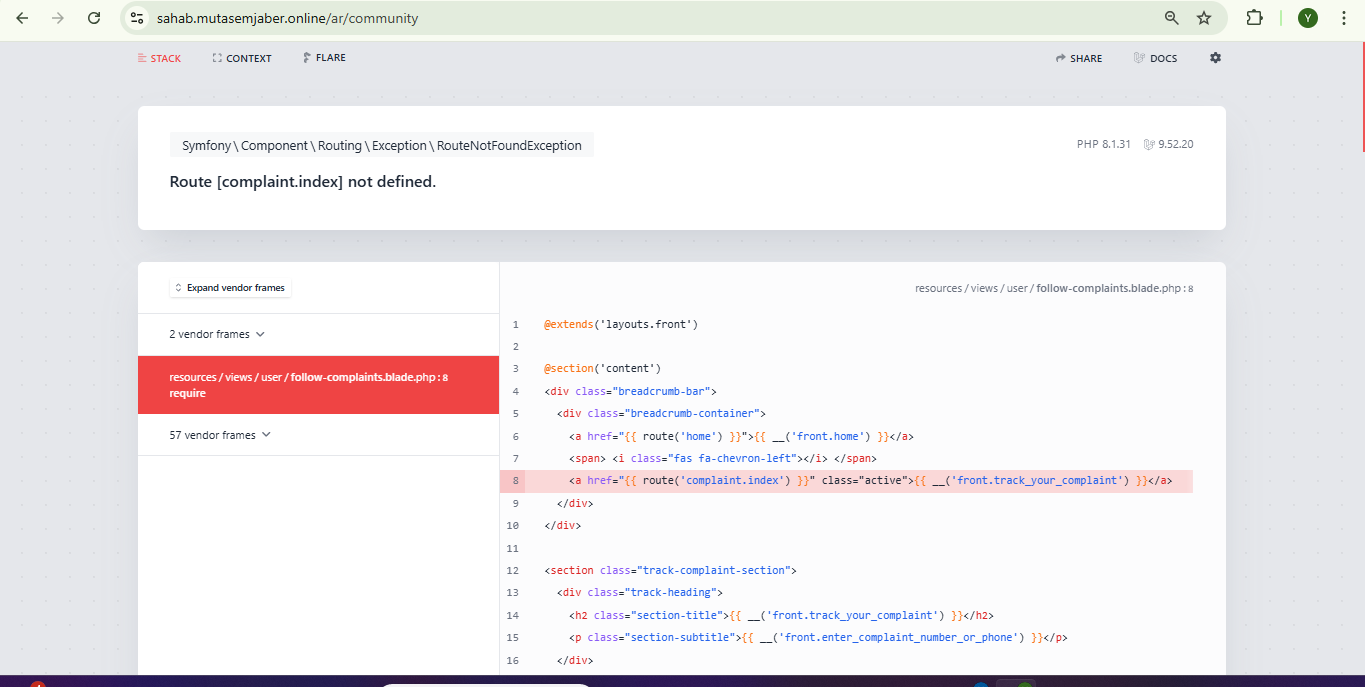 sahab.mutasemjaber.online/ar/community
Y
STACK
CONTEXT
FLARE
SHARE
DOCS
Symfony\Component\Routing\Exception\RouteNotFoundException
PHP 8.1.31
9.52.20
Route [complaint.index] not defined.
Expand vendor frames
2 vendor frames
resources/views/user/follow-complaints.blade.php:8
require
57 vendor frames
resources/views/user/follow-complaints.blade.php:8
1 @extends('layouts.front')
2
3 @section('content')
4 <div class="breadcrumb-bar">
5 <div class="breadcrumb-container">
6 <a href="{{ route('home') }}">{{ __('front.home') }}</a>
7 <span> <i class="fas fa-chevron-left"></i> </span>
8 <a href="{{ route('complaint.index') }}" class="active">{{ __('front.track_your_complaint') }}</a>
9 </div>
10 </div>
11
12 <section class="track-complaint-section">
13 <div class="track-heading">
14 <h2 class="section-title">{{ __('front.track_your_complaint') }}</h2>
15 <p class="section-subtitle">{{ __('front.enter_complaint_number_or_phone') }}</p>
16 </div>